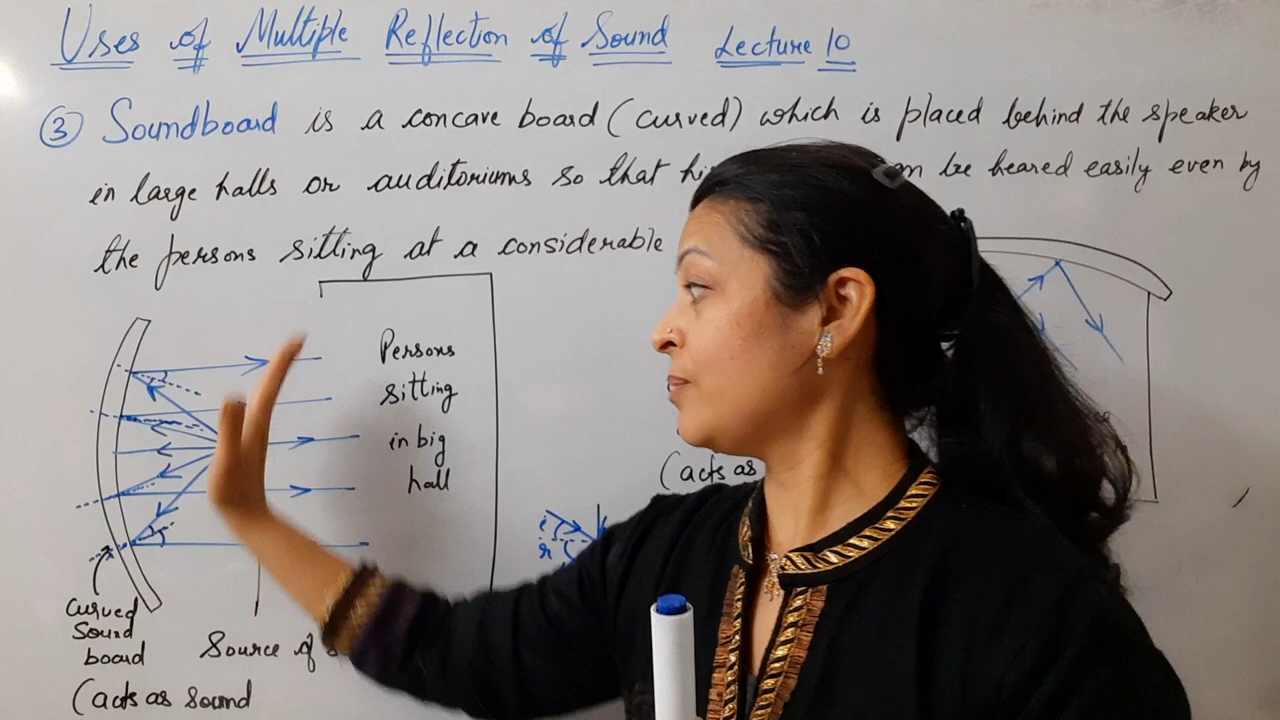 Uses of Multiple Reflection of Sound Lecture 10
③ Soundboard is a concave board (curved) which is placed behind the speaker
in large halls or auditoriums so that be heared easily even by
the persons sitting at a considerable
Persons
sitting
in big
hall
(acts as
i
r
curved
Sound
board
Source of
(acts as sound